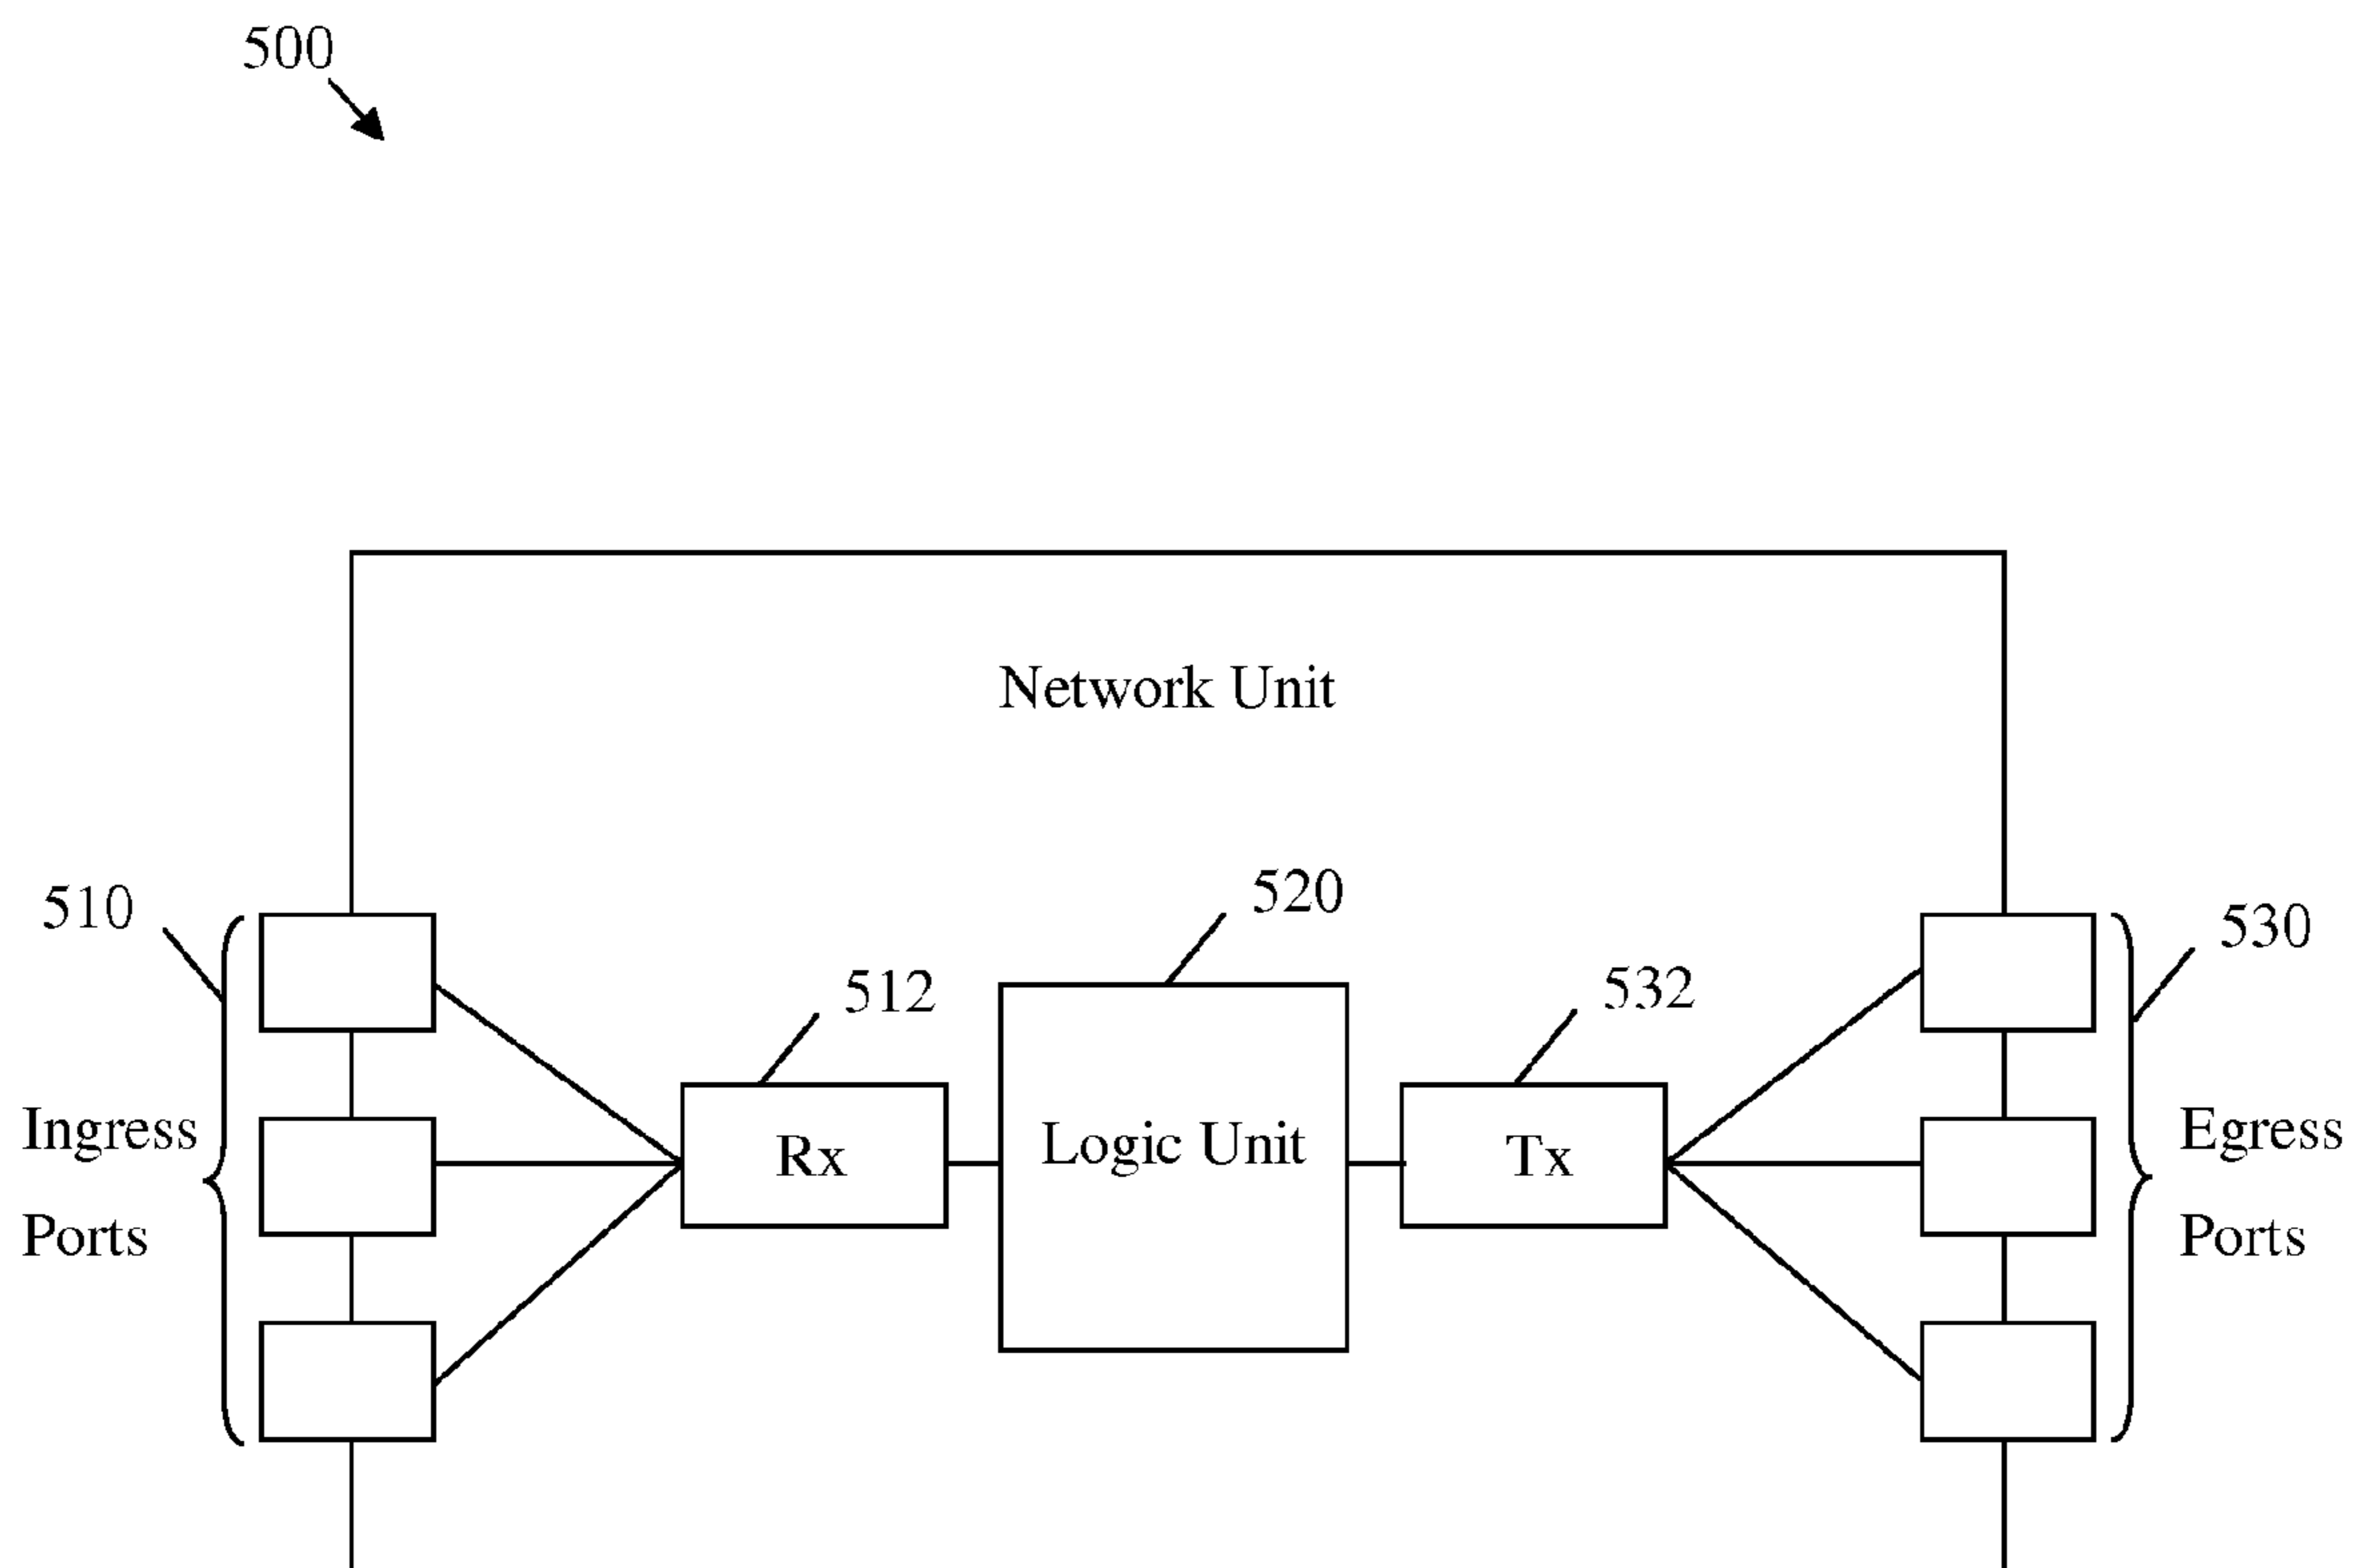 500
Network Unit
510
520
530
512
532
Ingress
Ports
Rx
Logic Unit
Tx
Egress
Ports